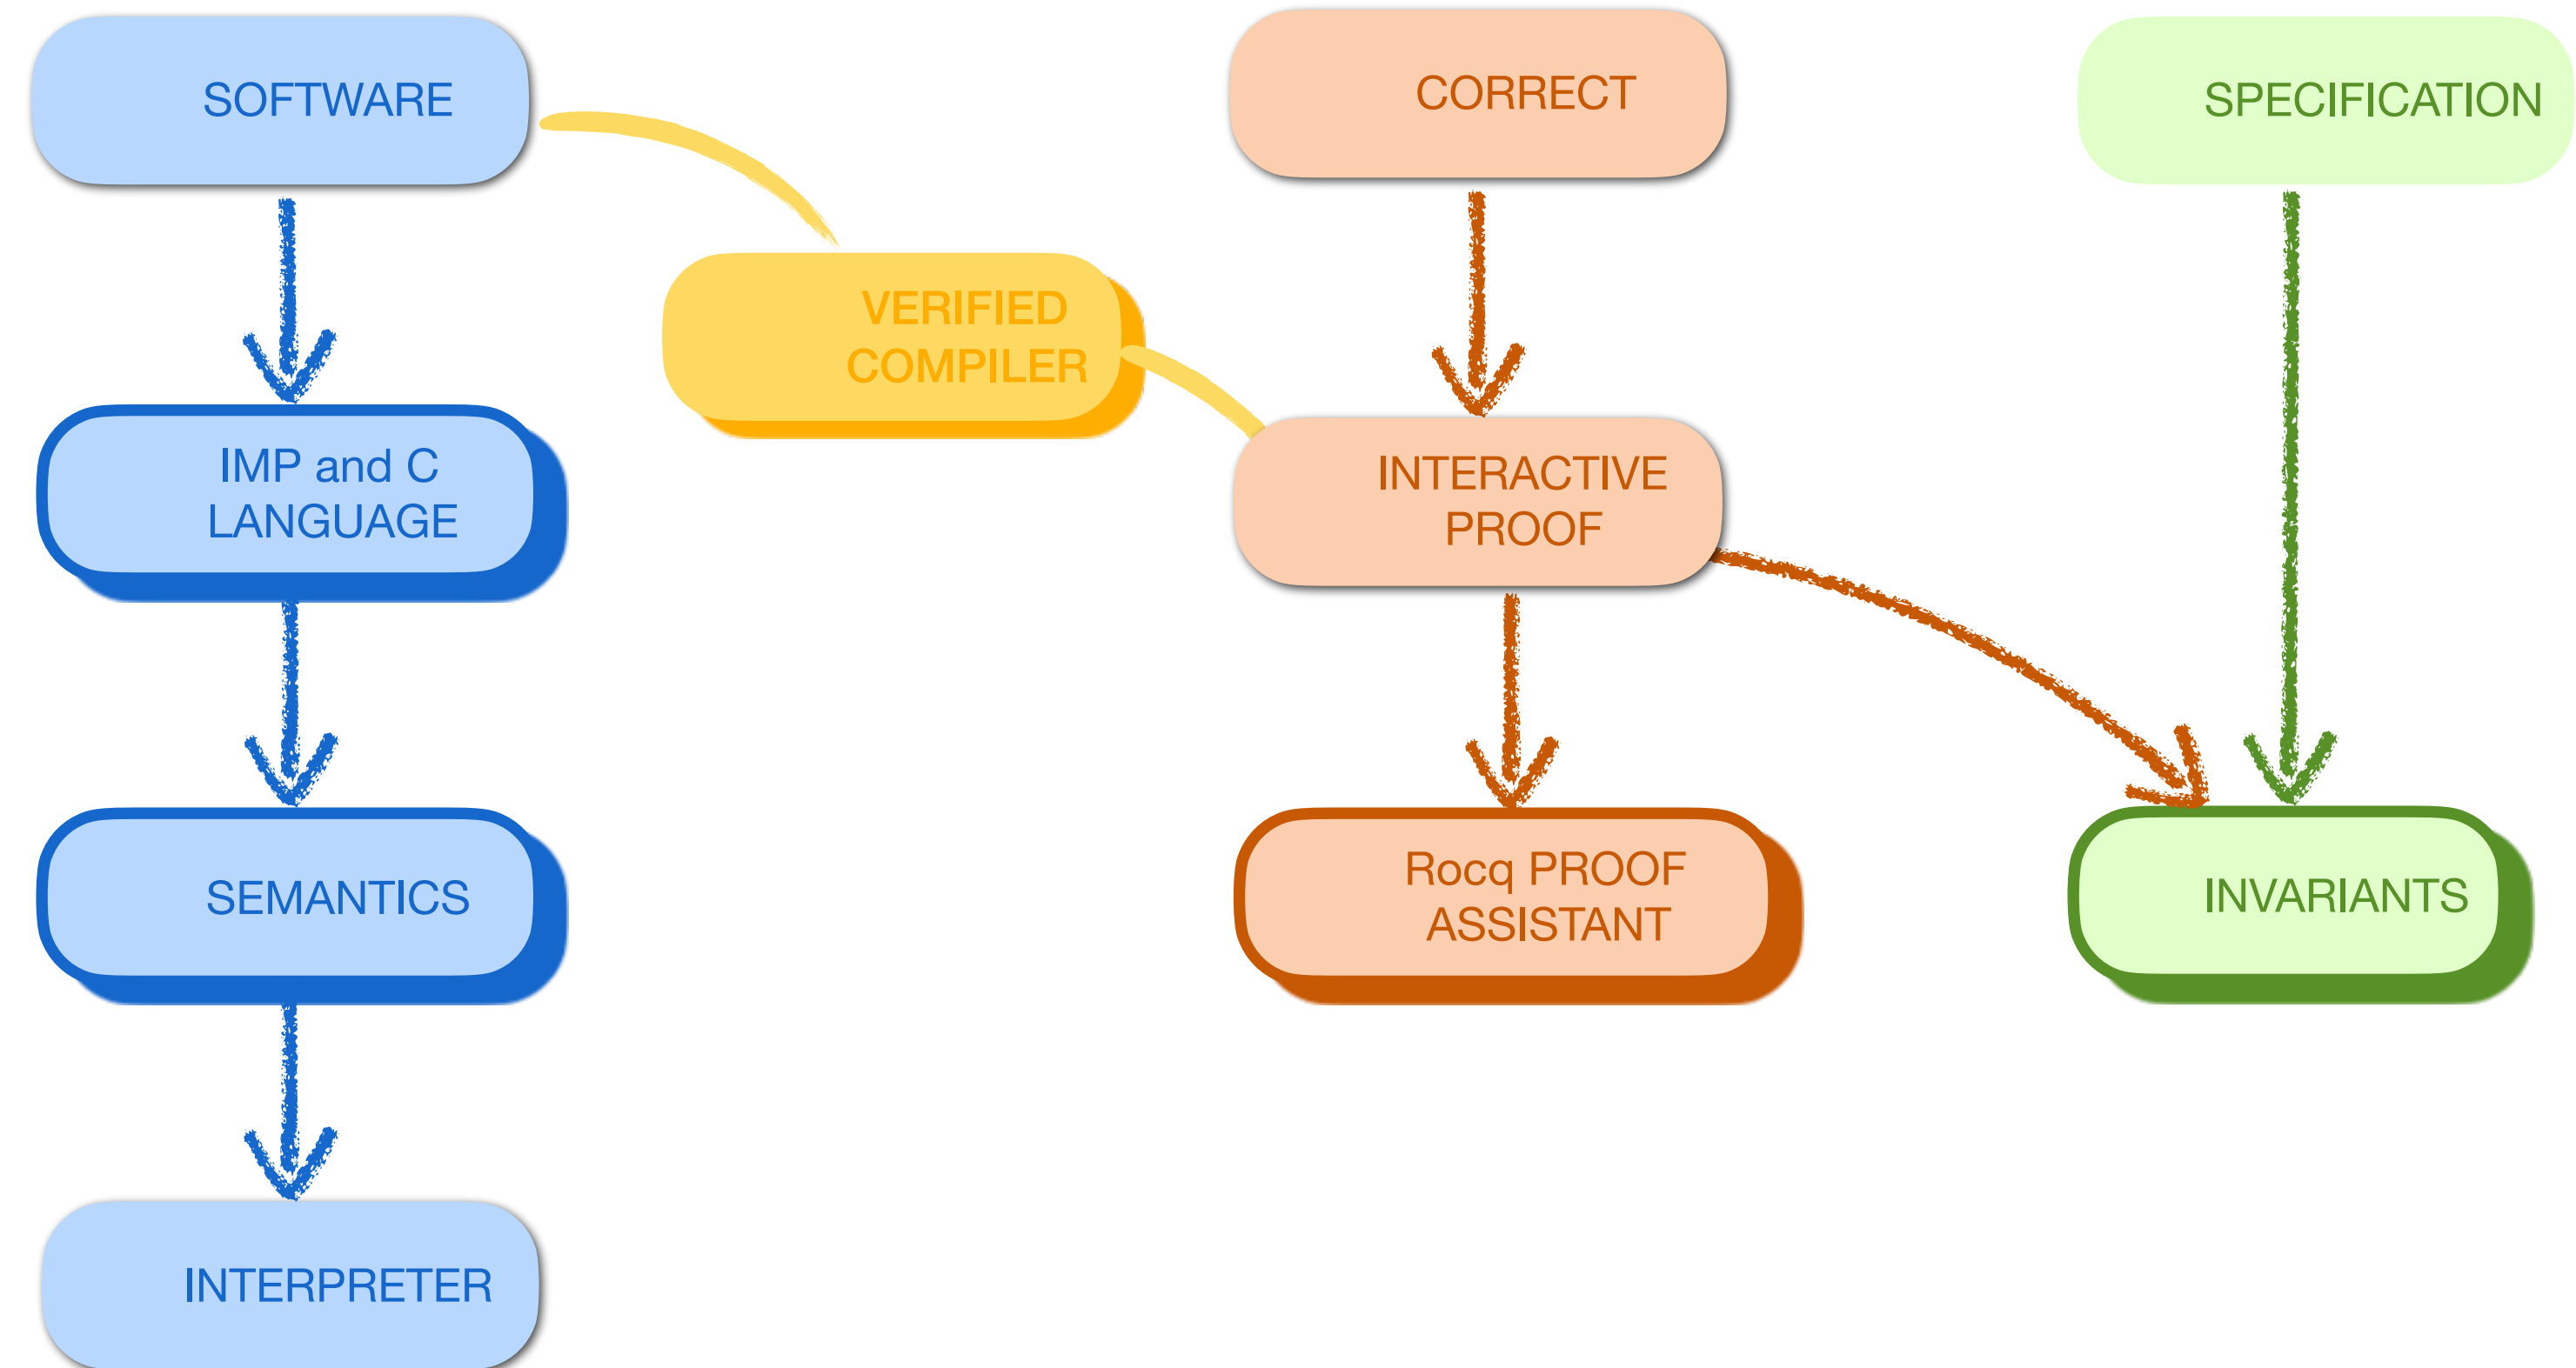 SOFTWARE
CORRECT
SPECIFICATION
VERIFIED
COMPILER
IMP and C
LANGUAGE
INTERACTIVE
PROOF
SEMANTICS
Rocq PROOF
ASSISTANT
INVARIANTS
INTERPRETER